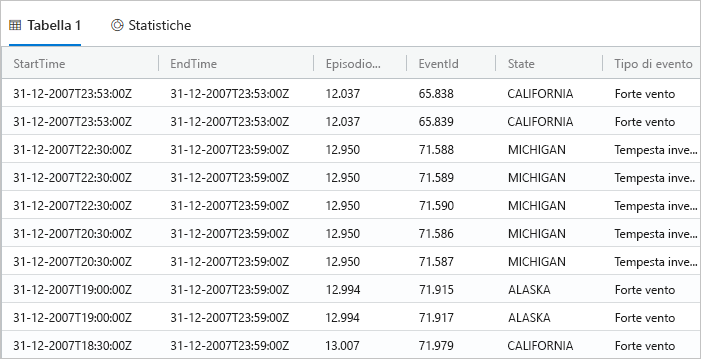 Tabella 1 Statistiche
StartTime EndTime Episodio... EventId State Tipo di evento
31-12-2007T23:53:00Z 31-12-2007T23:53:00Z 12.037 65.838 CALIFORNIA Forte vento
31-12-2007T23:53:00Z 31-12-2007T23:53:00Z 12.037 65.839 CALIFORNIA Forte vento
31-12-2007T22:30:00Z 31-12-2007T23:59:00Z 12.950 71.588 MICHIGAN Tempesta inve...
31-12-2007T22:30:00Z 31-12-2007T23:59:00Z 12.950 71.589 MICHIGAN Tempesta inve..
31-12-2007T22:30:00Z 31-12-2007T23:59:00Z 12.950 71.590 MICHIGAN Tempesta inve...
31-12-2007T20:30:00Z 31-12-2007T23:59:00Z 12.950 71.586 MICHIGAN Tempesta inve...
31-12-2007T20:30:00Z 31-12-2007T23:59:00Z 12.950 71.587 MICHIGAN Tempesta inve...
31-12-2007T19:00:00Z 31-12-2007T23:59:00Z 12.994 71.915 ALASKA Forte vento
31-12-2007T19:00:00Z 31-12-2007T23:59:00Z 12.994 71.917 ALASKA Forte vento
31-12-2007T18:30:00Z 31-12-2007T23:59:00Z 13.007 71.979 CALIFORNIA Forte vento